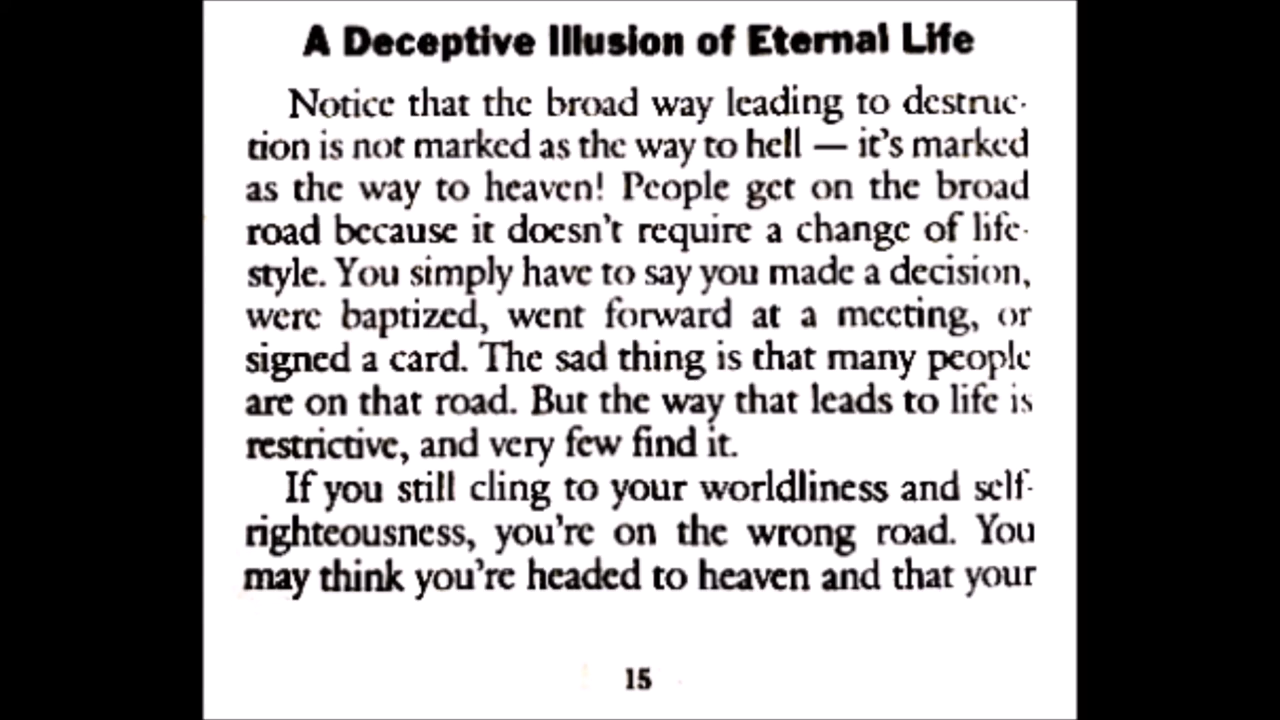 A Deceptive Illusion of Eternal Life
Notice that the broad way leading to destruc-
tion is not marked as the way to hell — it's marked
as the way to heaven! People get on the broad
road because it doesn't require a change of life-
style. You simply have to say you made a decision,
were baptized, went forward at a meeting, or
signed a card. The sad thing is that many people
are on that road. But the way that leads to life is
restrictive, and very few find it.
If you still cling to your worldliness and self-
righteousness, you're on the wrong road. You
may think you're headed to heaven and that your
15